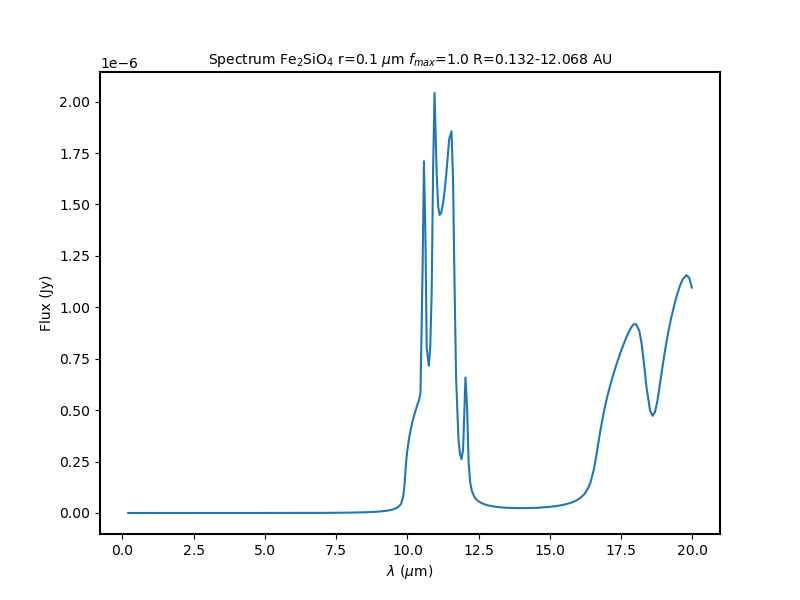 Spectrum Fe₂SiO₄ r=0.1 μm fₘₐₓ=1.0 R=0.132-12.068 AU
1e−6
2.00
1.75
1.50
1.25
1.00
0.75
0.50
0.25
0.00
Flux (Jy)
0.0 2.5 5.0 7.5 10.0 12.5 15.0 17.5 20.0
λ (μm)